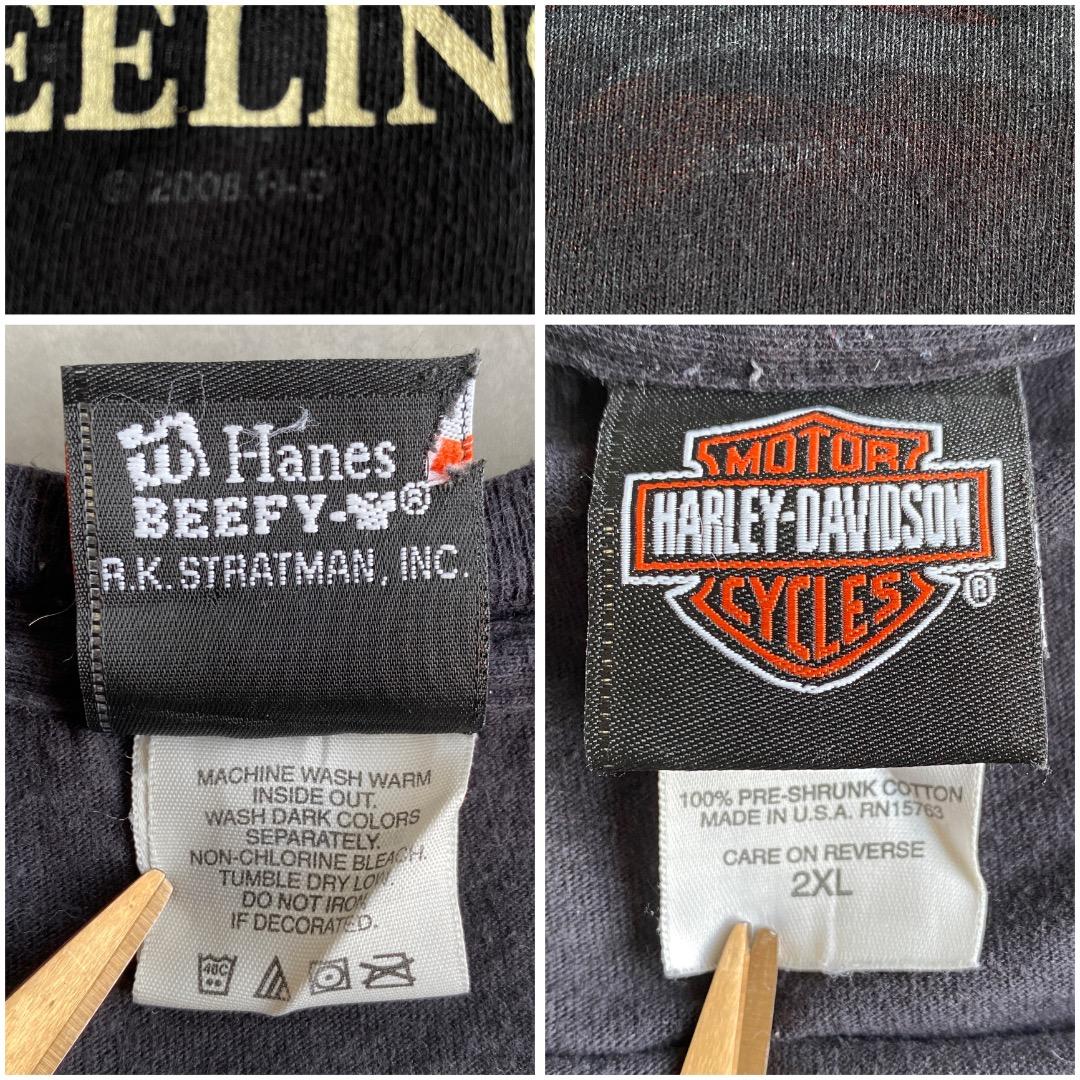 EELIN
© 2008 H-D
Hanes
BEEFY-T®
R.K. STRATMAN, INC.
MACHINE WASH WARM
INSIDE OUT.
WASH DARK COLORS
SEPARATELY.
NON-CHLORINE BLEACH.
TUMBLE DRY LOW.
DO NOT IRON
IF DECORATED.
40C
MOTOR
HARLEY-DAVIDSON
CYCLES
®
100% PRE-SHRUNK COTTON
MADE IN U.S.A. RN15763
CARE ON REVERSE
2XL